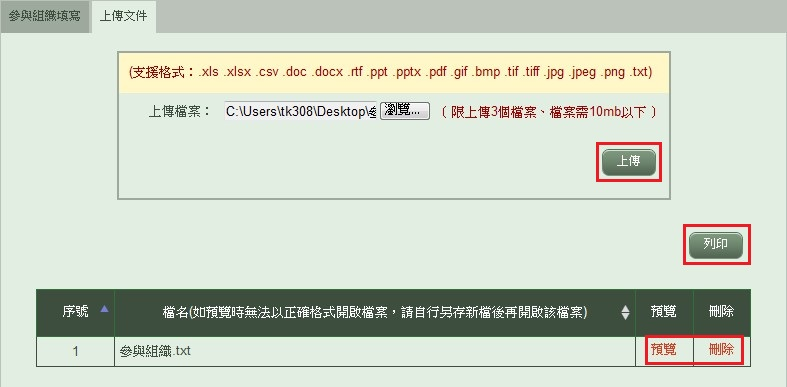 參與組織填寫 上傳文件
(支援格式：.xls .xlsx .csv .doc .docx .rtf .ppt .pptx .pdf .gif .bmp .tif .tiff .jpg .jpeg .png .txt)
上傳檔案： C:\Users\tk308\Desktop\參 瀏覽... ( 限上傳3個檔案、檔案需10mb以下 )
上傳
列印
序號 檔名(如預覽時無法以正確格式開啟檔案，請自行另存新檔後再開啟該檔案) 預覽 刪除
1 參與組織.txt 預覽 刪除